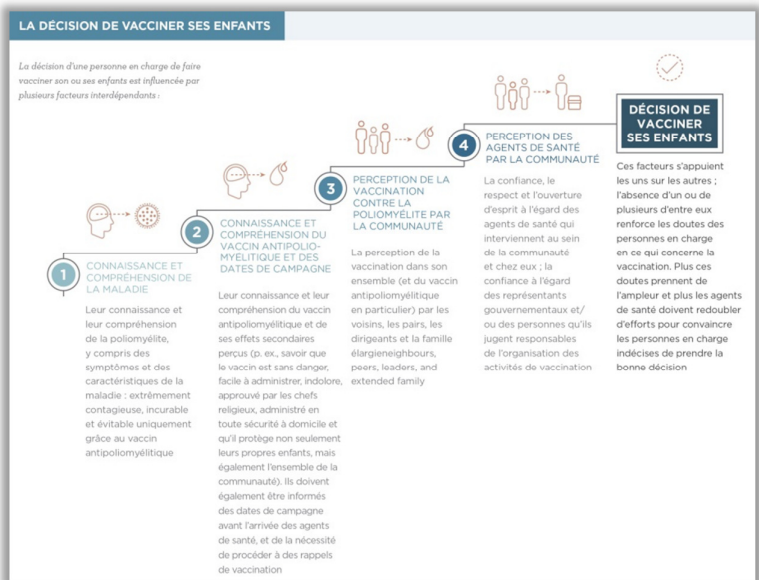 LA DÉCISION DE VACCINER SES ENFANTS
La décision d'une personne en charge de faire
vacciner son ou ses enfants est influencée par
plusieurs facteurs interdépendants :
1
CONNAISSANCE ET
COMPRÉHENSION DE
LA MALADIE
Leur connaissance et
leur compréhension
de la poliomyélite,
y compris des
symptômes et des
caractéristiques de la
maladie : extrêmement
contagieuse, incurable
et évitable uniquement
grâce au vaccin
antipoliomyélitique
2
CONNAISSANCE ET
COMPRÉHENSION DU
VACCIN ANTIPOLIO-
MYÉLITIQUE ET DES
DATES DE CAMPAGNE
Leur connaissance et leur
compréhension du vaccin
antipoliomyélitique et de
ses effets secondaires
perçus (p. ex., savoir que
le vaccin est sans danger,
facile à administrer, indolore,
approuvé par les chefs
religieux, administré en
toute sécurité à domicile et
qu'il protège non seulement
leurs propres enfants, mais
également l'ensemble de la
communauté). Ils doivent
également être informés
des dates de campagne
avant l'arrivée des agents
de santé, et de la nécessité
de procéder à des rappels
de vaccination
3
PERCEPTION DE LA
VACCINATION
CONTRE LA
POLIOMYÉLITE PAR
LA COMMUNAUTÉ
La perception de la
vaccination dans son
ensemble (et du vaccin
antipoliomyélitique
en particulier) par les
voisins, les pairs, les
dirigeants et la famille
élargieneighbours,
peers, leaders, and
extended family
4
PERCEPTION DES
AGENTS DE SANTÉ
PAR LA COMMUNAUTÉ
La confiance, le
respect et l'ouverture
d'esprit à l'égard des
agents de santé qui
interviennent au sein
de la communauté
et chez eux ; la
confiance à l'égard
des représentants
gouvernementaux et/
ou des personnes qu'ils
jugent responsables
de l'organisation des
activités de vaccination
DÉCISION DE
VACCINER
SES ENFANTS
Ces facteurs s'appuient
les uns sur les autres ;
l'absence d'un ou de
plusieurs d'entre eux
renforce les doutes des
personnes en charge
en ce qui concerne la
vaccination. Plus ces
doutes prennent de
l'ampleur et plus les agents
de santé doivent redoubler
d'efforts pour convaincre
les personnes en charge
indécises de prendre la
bonne décision